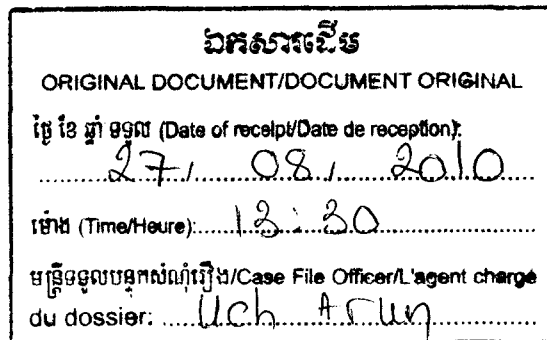 ឯកសារដើម
ORIGINAL DOCUMENT/DOCUMENT ORIGINAL
ថ្ងៃ ខែ ឆ្នាំ ទទួល (Date of receipt/Date de reception):
27, 08, 2010
ម៉ោង (Time/Heure): 13:30
មន្ត្រីទទួលបន្ទុកសំណុំរឿង/Case File Officer/L'agent charge
du dossier: Uch Arun